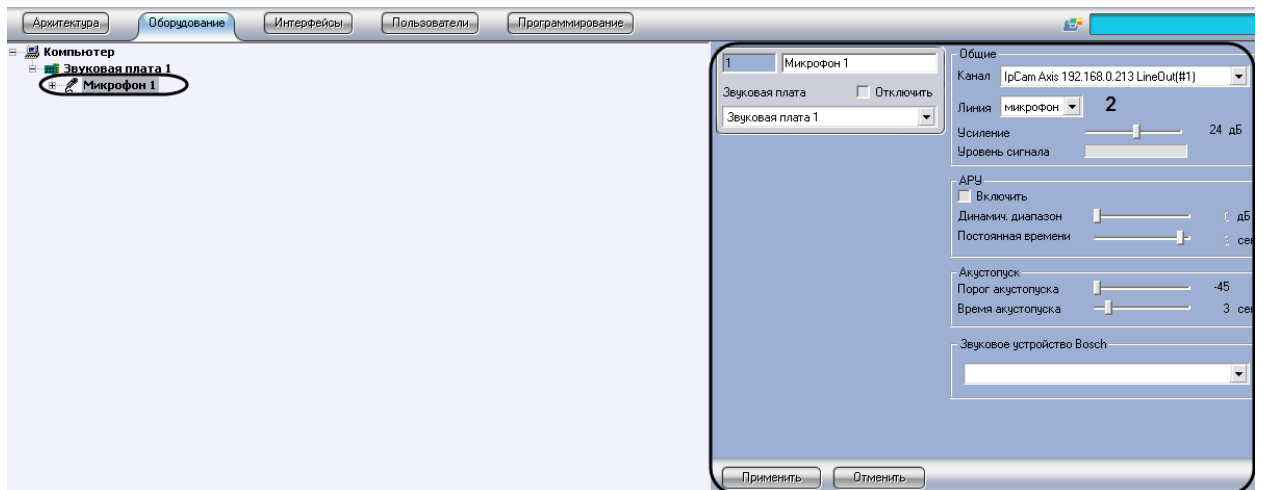 Архитектура Оборудование Интерфейсы Пользователи Программирование
Компьютер
Звуковая плата 1
Микрофон 1
1 Микрофон 1
Звуковая плата Отключить
Звуковая плата 1
Общие
Канал IpCam Axis 192.168.0.213 LineOut(#1)
Линия микрофон 2
Усиление 24 дБ
Уровень сигнала
АРУ
Включить
Динамич. диапазон 0 дБ
Постоянная времени сек
Акустопуск
Порог акустопуска -45
Время акустопуска 3 сек
Звуковое устройство Bosch
Применить Отменить